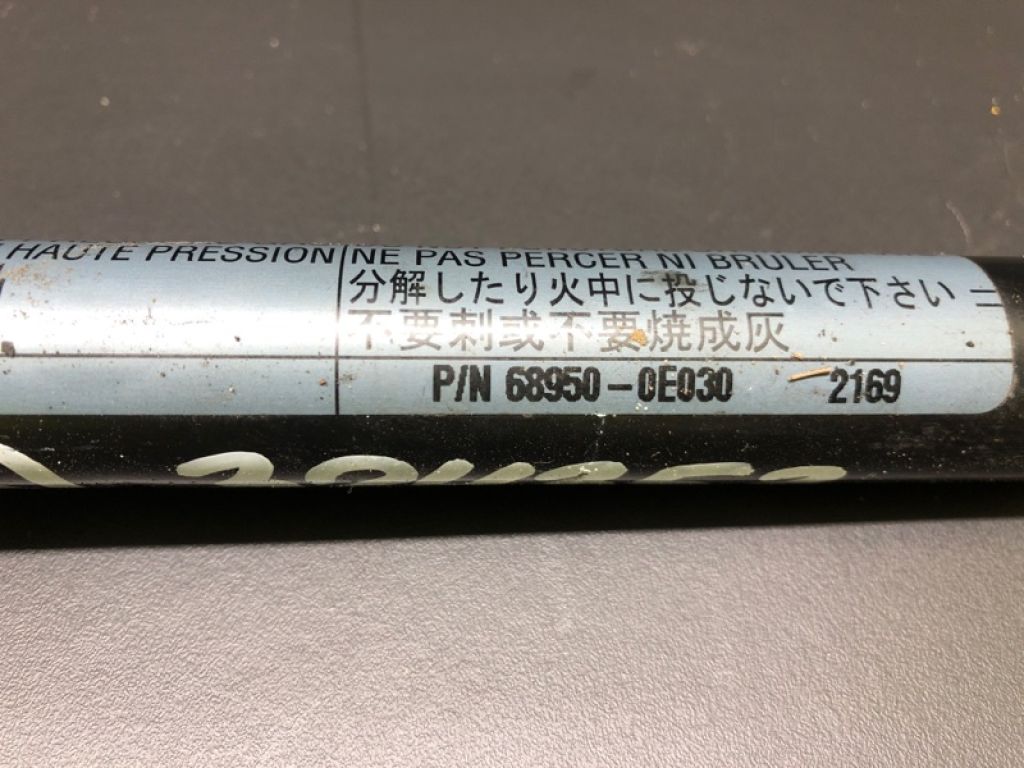 HAUTE PRESSION
NE PAS PERCER NI BRULER
分解したり火中に投じないで下さい
不要刺或不要焼成灰
P/N 68950-0E030 2169